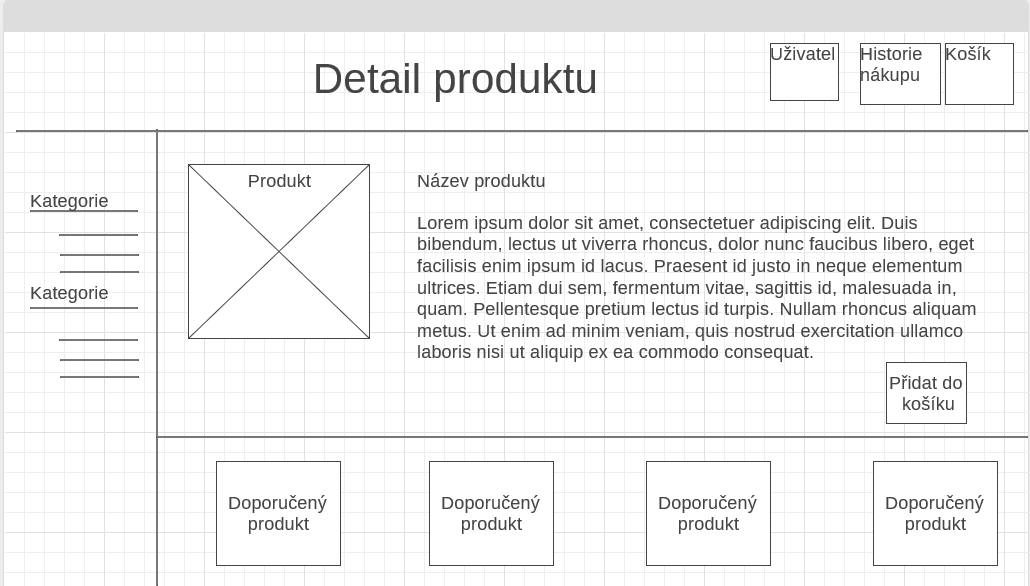 Detail produktu
Uživatel
Historie
nákupu
Košík
Kategorie
Kategorie
Produkt
Název produktu
Lorem ipsum dolor sit amet, consectetuer adipiscing elit. Duis
bibendum, lectus ut viverra rhoncus, dolor nunc faucibus libero, eget
facilisis enim ipsum id lacus. Praesent id justo in neque elementum
ultrices. Etiam dui sem, fermentum vitae, sagittis id, malesuada in,
quam. Pellentesque pretium lectus id turpis. Nullam rhoncus aliquam
metus. Ut enim ad minim veniam, quis nostrud exercitation ullamco
laboris nisi ut aliquip ex ea commodo consequat.
Přidat do
košíku
Doporučený
produkt
Doporučený
produkt
Doporučený
produkt
Doporučený
produkt